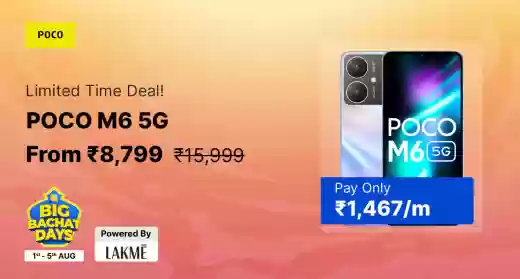 POCO
Limited Time Deal!
POCO M6 5G
From ₹8,799 ₹15,999
BIG
BACHAT
DAYS
1st - 5th AUG
Powered By
LAKMĒ
POCO
M6 5G
Pay Only
₹1,467/m